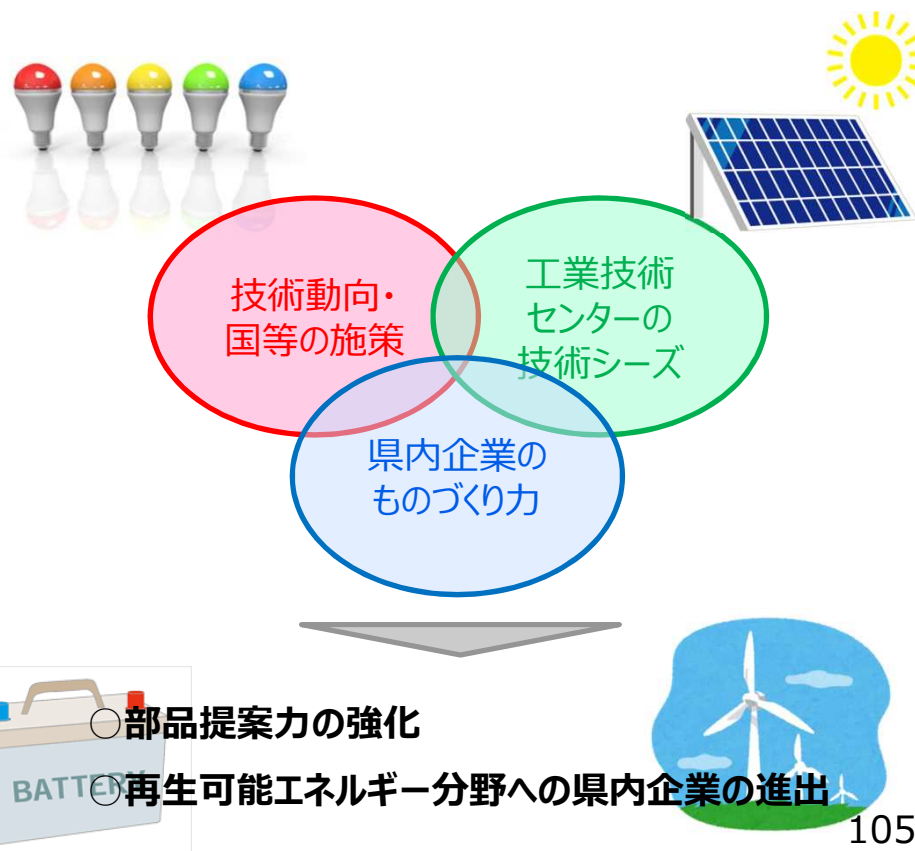 技術動向・
国等の施策
工業技術
センターの
技術シーズ
県内企業の
ものづくり力
○部品提案力の強化
BATTERY
○再生可能エネルギー分野への県内企業の進出
105